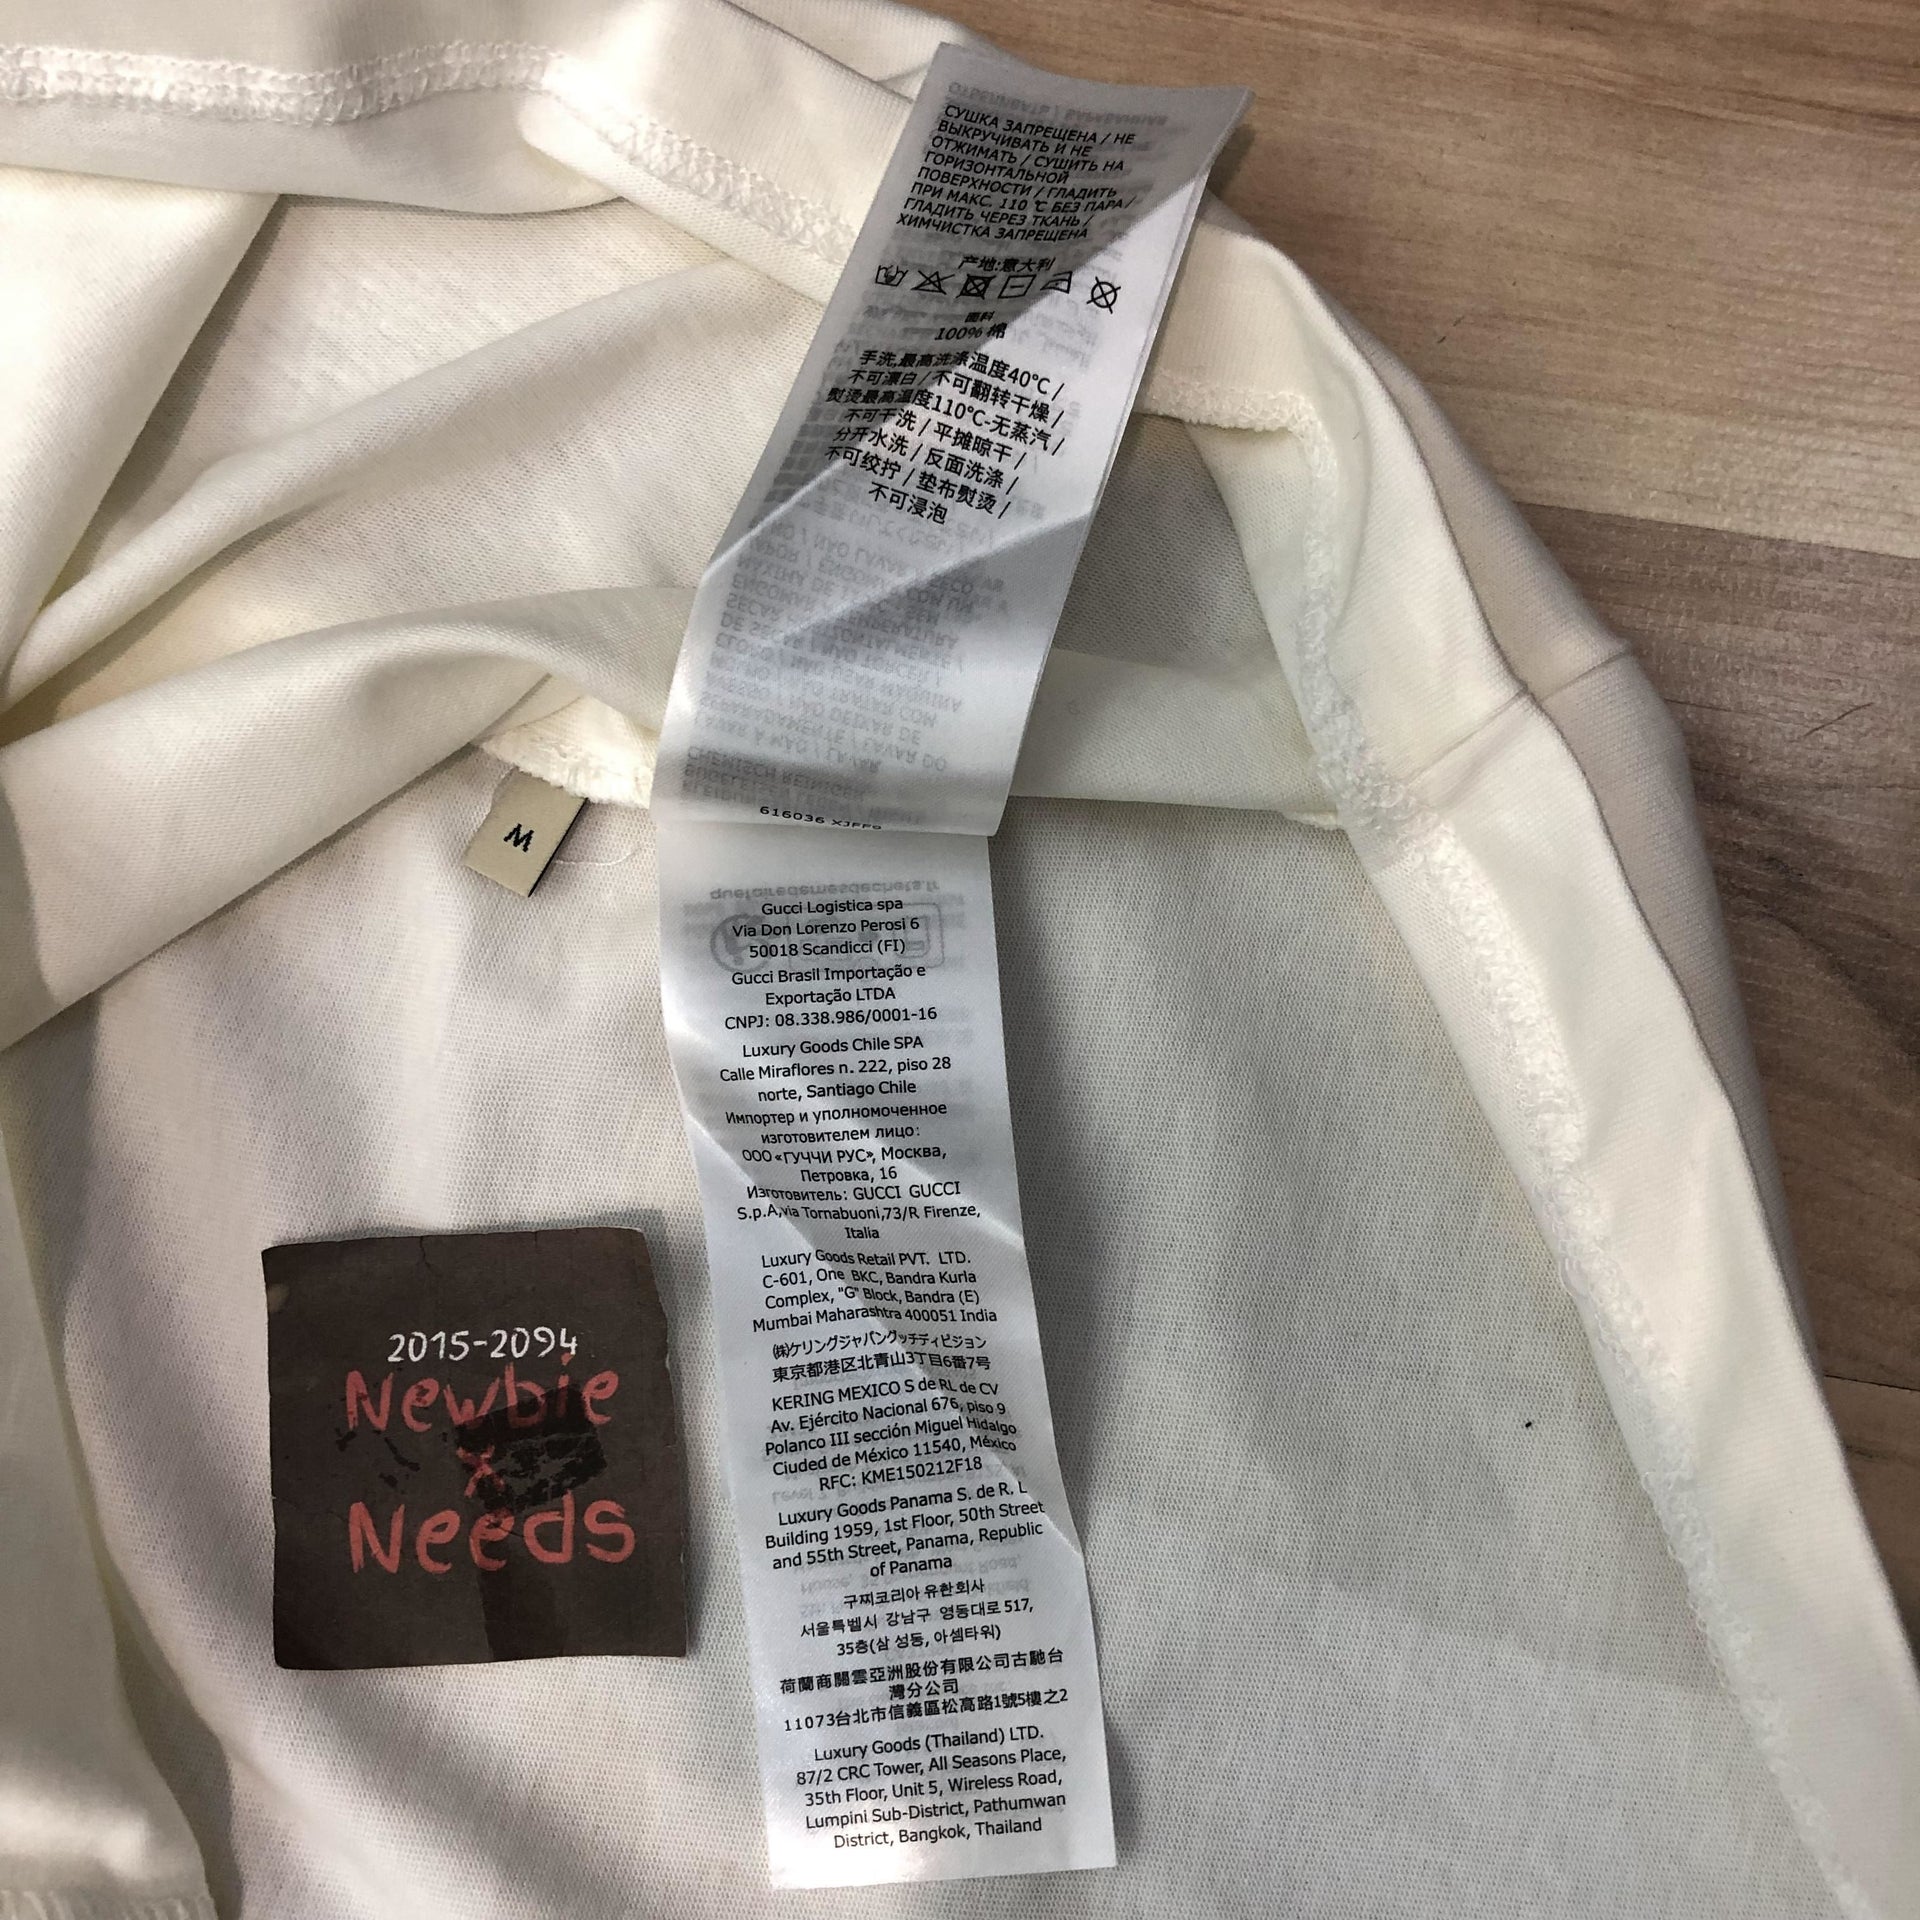 СУШКА ЗАПРЕЩЕНА / НЕ
ВЫКРУЧИВАТЬ И НЕ
ОТЖИМАТЬ / СУШИТЬ НА
ГОРИЗОНТАЛЬНОЙ
ПОВЕРХНОСТИ / ГЛАДИТЬ
ПРИ МАКС. 110 °C БЕЗ ПАРА /
ГЛАДИТЬ ЧЕРЕЗ ТКАНЬ /
ХИМЧИСТКА ЗАПРЕЩЕНА
产地:意大利
面料
100% 棉
手洗,最高洗涤温度40°C /
不可漂白 / 不可翻转干燥 /
熨烫最高温度110°C-无蒸汽 /
不可干洗 / 平摊晾干 /
分开水洗 / 反面洗涤 /
不可绞拧 / 垫布熨烫 /
不可浸泡
616036
M
Gucci Logistica spa
Via Don Lorenzo Perosi 6
50018 Scandicci (FI)
Gucci Brasil Importação e
Exportação LTDA
CNPJ: 08.338.986/0001-16
Luxury Goods Chile SPA
Calle Miraflores n. 222, piso 28
norte, Santiago Chile
Импортер и уполномоченное
изготовителем лицо:
ООО «ГУЧЧИ РУС», Москва,
Петровка, 16
Изготовитель: GUCCI GUCCI
S.p.A,via Tornabuoni,73/R Firenze,
Italia
Luxury Goods Retail PVT. LTD.
C-601, One BKC, Bandra Kurla
Complex, "G" Block, Bandra (E)
Mumbai Maharashtra 400051 India
㈱ケリングジャパングッチディビジョン
東京都港区北青山3丁目6番7号
KERING MEXICO S de RL de CV
Av. Ejército Nacional 676, piso 9
Polanco III sección Miguel Hidalgo
Ciuded de México 11540, México
RFC: KME150212F18
Luxury Goods Panama S. de R. L
Building 1959, 1st Floor, 50th Street
and 55th Street, Panama, Republic
of Panama
구찌코리아 유한회사
서울특벨시 강남구 영동대로 517,
35층(삼 성동, 아셈타워)
荷蘭商關雲亞洲股份有限公司古馳台
灣分公司
11073台北市信義區松高路1號5樓之2
Luxury Goods (Thailand) LTD.
87/2 CRC Tower, All Seasons Place,
35th Floor, Unit 5, Wireless Road,
Lumpini Sub-District, Pathumwan
District, Bangkok, Thailand
2015-2094
Newbie
x
Needs